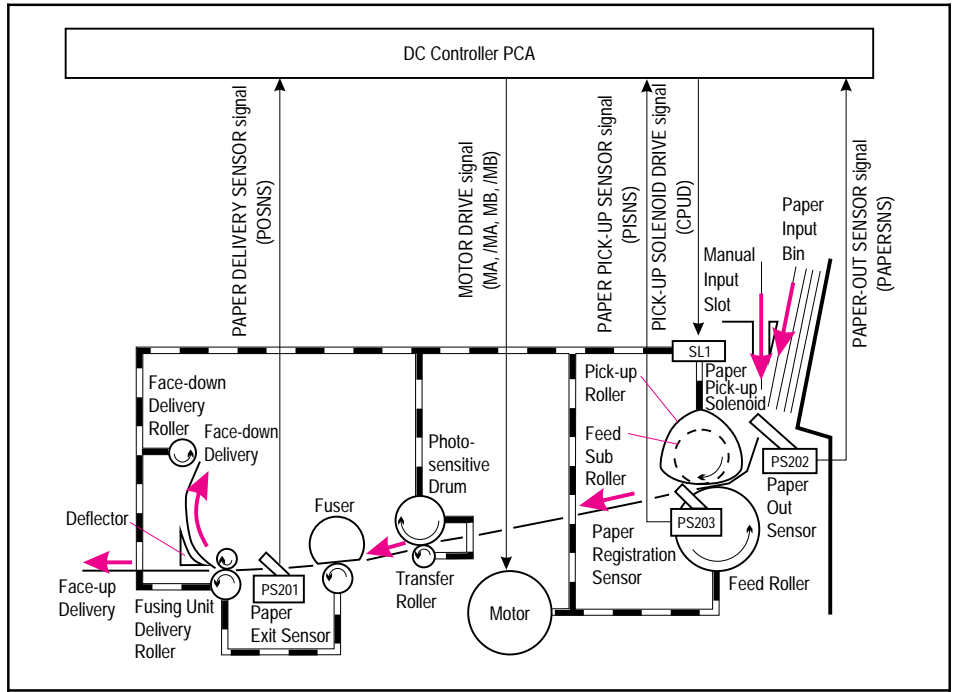 DC Controller PCA
PAPER DELIVERY SENSOR signal
(POSNS)
MOTOR DRIVE signal
(MA, /MA, MB, /MB)
PAPER PICK-UP SENSOR signal
(PISNS)
PICK-UP SOLENOID DRIVE signal
(CPUD)
PAPER-OUT SENSOR signal
(PAPERSNS)
Paper
Input
Bin
Manual
Input
Slot
SL1
Paper
Pick-up
Solenoid
Pick-up
Roller
Feed
Sub
Roller
Face-down
Delivery
Roller
Face-down
Delivery
Photo-
sensitive
Drum
PS202
Paper
Out
Sensor
Fuser
Deflector
PS203
Paper
Registration
Sensor
Feed Roller
Transfer
Roller
Face-up
Delivery
PS201
Paper
Exit Sensor
Fusing Unit
Delivery
Roller
Motor